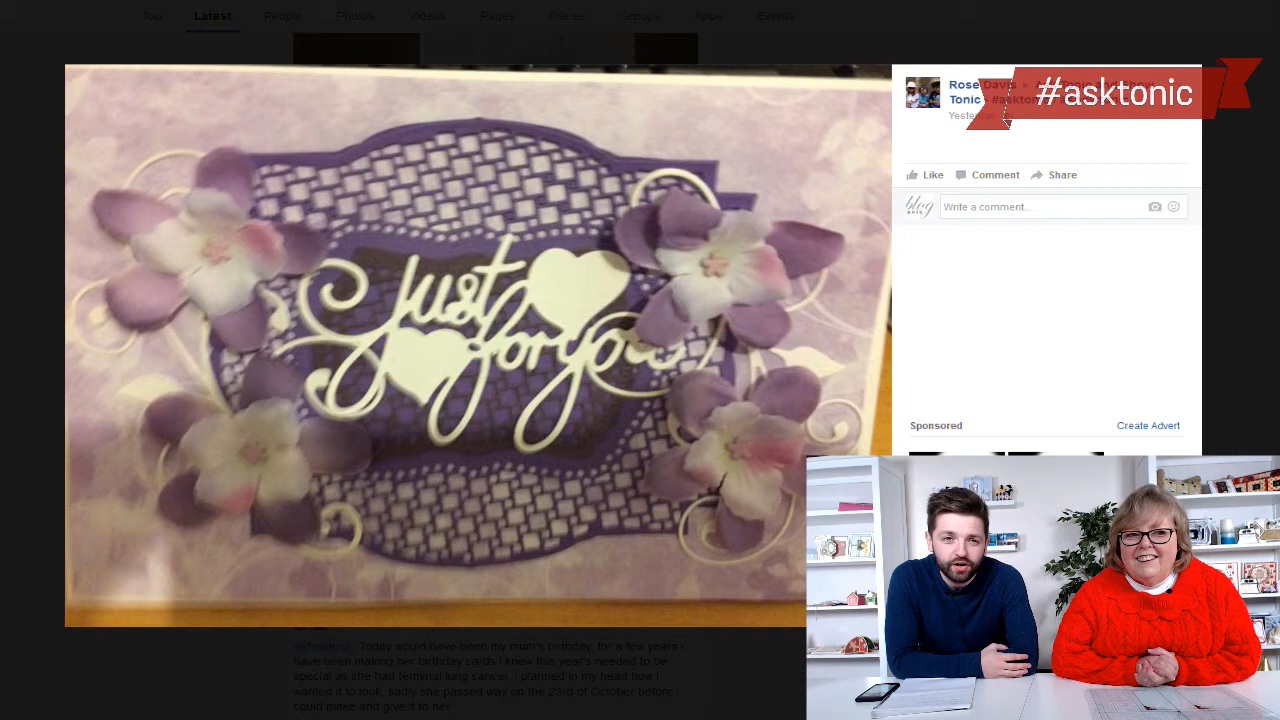 Top Latest People Photos Videos Pages Places Groups Apps Events
Just
for you
Rose Davis
Tonic
#asktonic
Like Comment Share
blog
Write a comment...
Sponsored Create Advert
Today would have been my mum's birthday, for a few years I
have been making her birthday cards I knew this year's needed to be
special as she had terminal lung cancer. I planned in my head how I
wanted it to look, sadly she passed way on the 23rd of October before I
could make and give it to her.